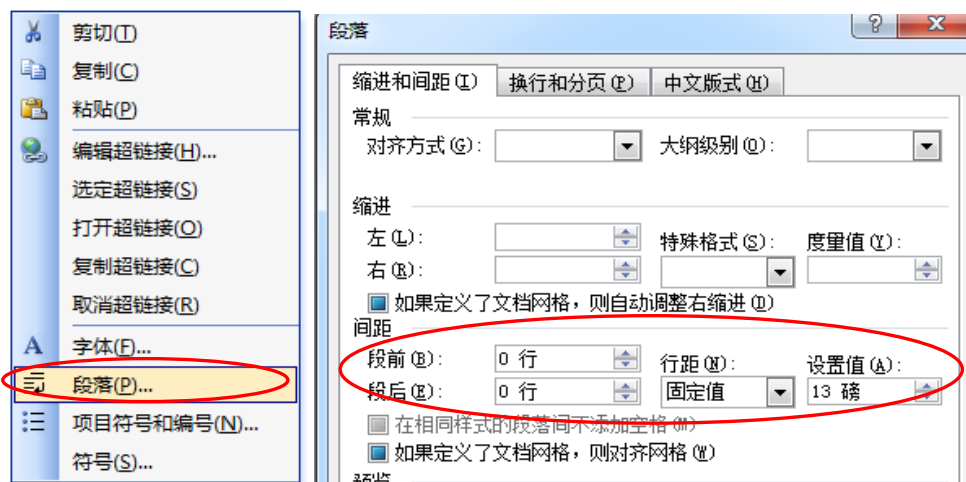 剪切(T)
复制(C)
粘贴(P)
编辑超链接(H)...
选定超链接(S)
打开超链接(O)
复制超链接(C)
取消超链接(R)
字体(F)...
段落(P)...
项目符号和编号(N)...
符号(S)...
段落
缩进和间距(I) 换行和分页(P) 中文版式(H)
常规
对齐方式(G): 大纲级别(O):
缩进
左(L): 特殊格式(S): 度量值(Y):
右(R):
如果定义了文档网格，则自动调整右缩进(D)
间距
段前(B): 0 行 行距(N): 设置值(A):
段后(E): 0 行 固定值 13 磅
在相同样式的段落间不添加空格(M)
如果定义了文档网格，则对齐网格(W)
预览